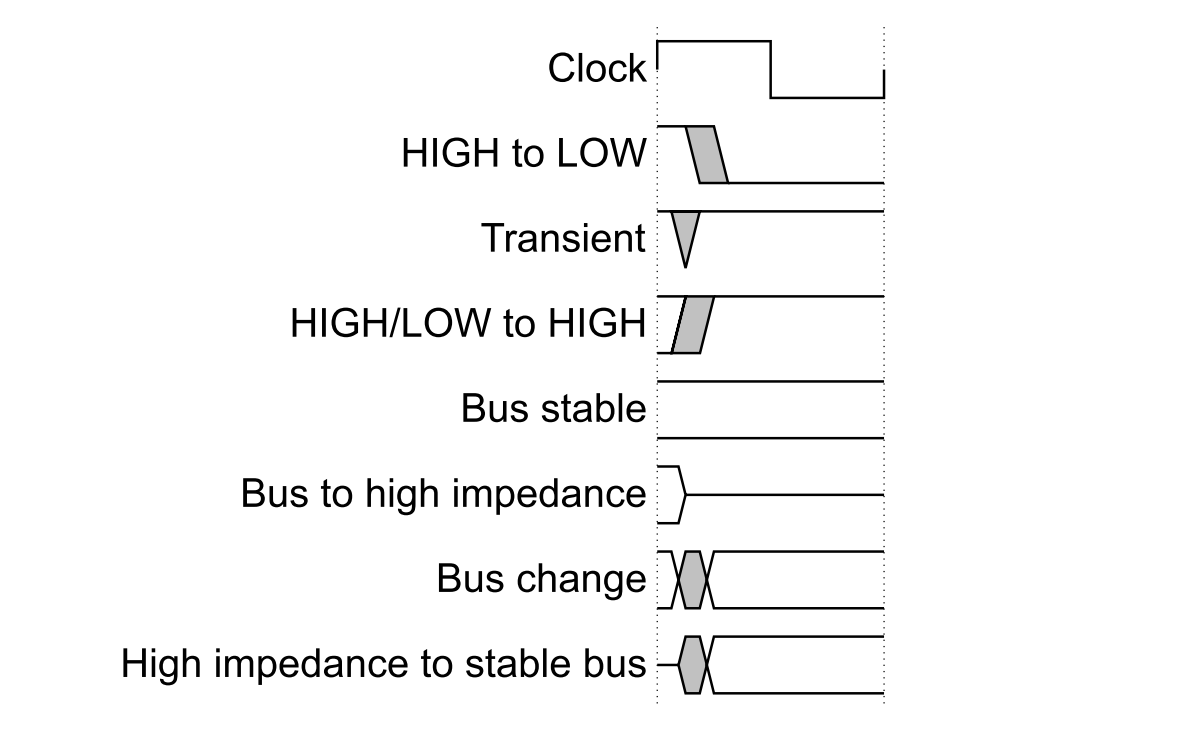 Clock
HIGH to LOW
Transient
HIGH/LOW to HIGH
Bus stable
Bus to high impedance
Bus change
High impedance to stable bus